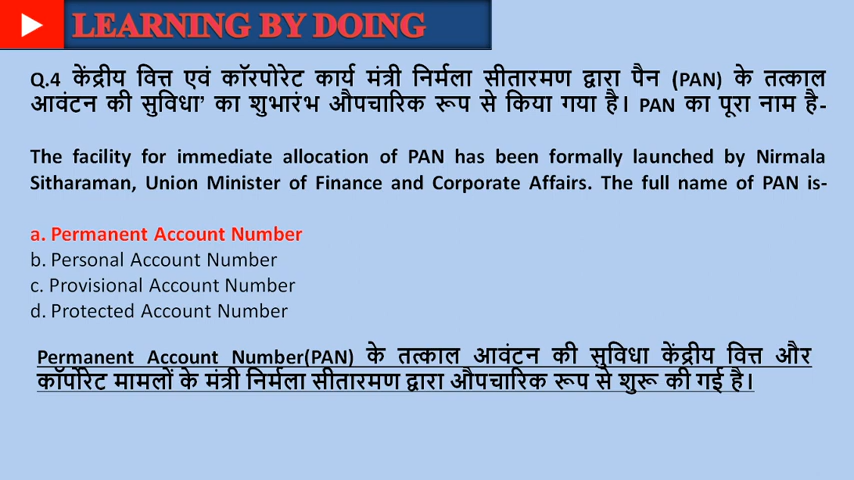 LEARNING BY DOING
Q.4 केंद्रीय वित्त एवं कॉरपोरेट कार्य मंत्री निर्मला सीतारमण द्वारा पैन (PAN) के तत्काल
आवंटन की सुविधा’ का शुभारंभ औपचारिक रूप से किया गया है। PAN का पूरा नाम है-
The facility for immediate allocation of PAN has been formally launched by Nirmala
Sitharaman, Union Minister of Finance and Corporate Affairs. The full name of PAN is-
a. Permanent Account Number
b. Personal Account Number
c. Provisional Account Number
d. Protected Account Number
Permanent Account Number(PAN) के तत्काल आवंटन की सुविधा केंद्रीय वित्त और
कॉर्पोरेट मामलों के मंत्री निर्मला सीतारमण द्वारा औपचारिक रूप से शुरू की गई है।